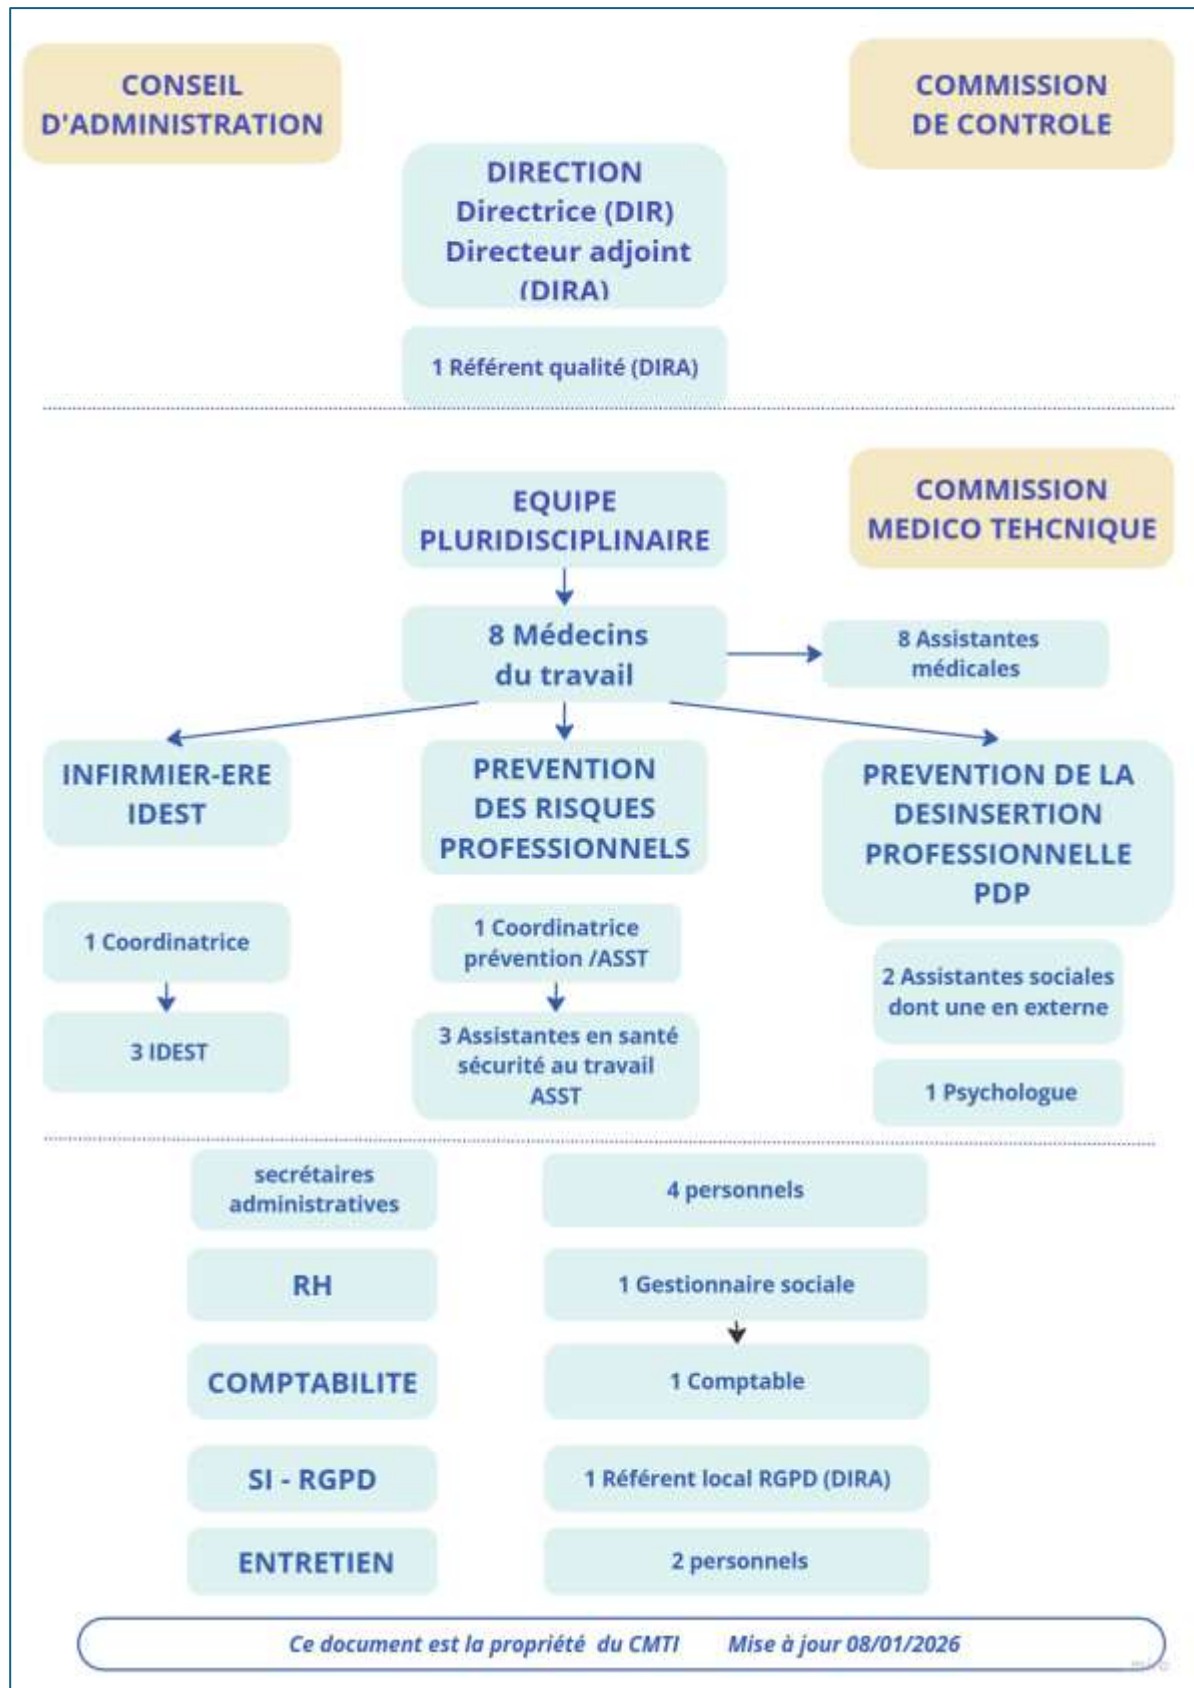 CONSEIL
D'ADMINISTRATION
COMMISSION
DE CONTROLE
DIRECTION
Directrice (DIR)
Directeur adjoint
(DIRA)
1 Référent qualité (DIRA)
EQUIPE
PLURIDISCIPLINAIRE
COMMISSION
MEDICO TEHCNIQUE
8 Médecins
du travail
8 Assistantes
médicales
INFIRMIER-ERE
IDEST
PREVENTION
DES RISQUES
PROFESSIONNELS
PREVENTION DE LA
DESINSERTION
PROFESSIONNELLE
PDP
1 Coordinatrice
3 IDEST
1 Coordinatrice
prévention /ASST
3 Assistantes en santé
sécurité au travail
ASST
2 Assistantes sociales
dont une en externe
1 Psychologue
secrétaires
administratives
4 personnels
RH
1 Gestionnaire sociale
COMPTABILITE
1 Comptable
SI - RGPD
1 Référent local RGPD (DIRA)
ENTRETIEN
2 personnels
Ce document est la propriété du CMTI Mise à jour 08/01/2026
miro